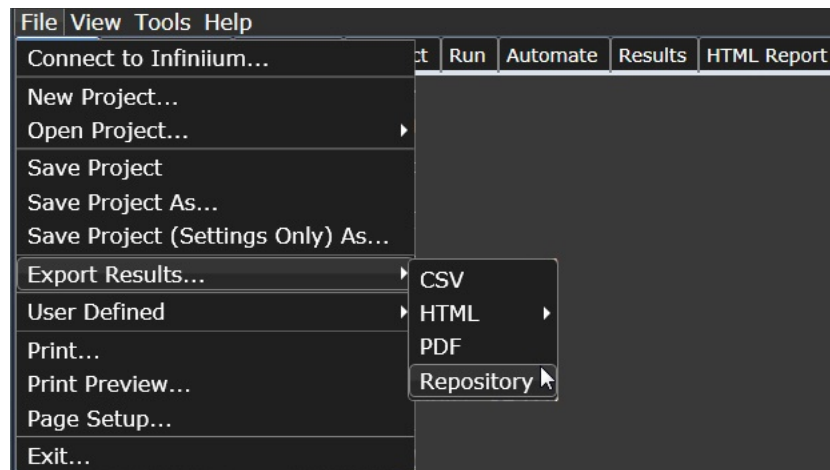 File View Tools Help
Run Automate Results HTML Report
Connect to Infiniium...
New Project...
Open Project...
Save Project
Save Project As...
Save Project (Settings Only) As...
Export Results...
CSV
User Defined
HTML
Print...
PDF
Print Preview...
Repository
Page Setup...
Exit...